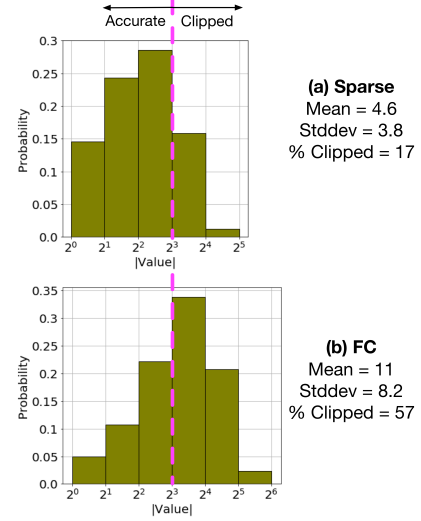 Accurate Clipped
0.3
0.25
0.2
0.15
0.1
0.05
0.0
Probability
2^0 2^1 2^2 2^3 2^4 2^5
|Value|
(a) Sparse
Mean = 4.6
Stddev = 3.8
% Clipped = 17
0.35
0.3
0.25
0.2
0.15
0.1
0.05
0.0
Probability
2^0 2^1 2^2 2^3 2^4 2^5 2^6
|Value|
(b) FC
Mean = 11
Stddev = 8.2
% Clipped = 57